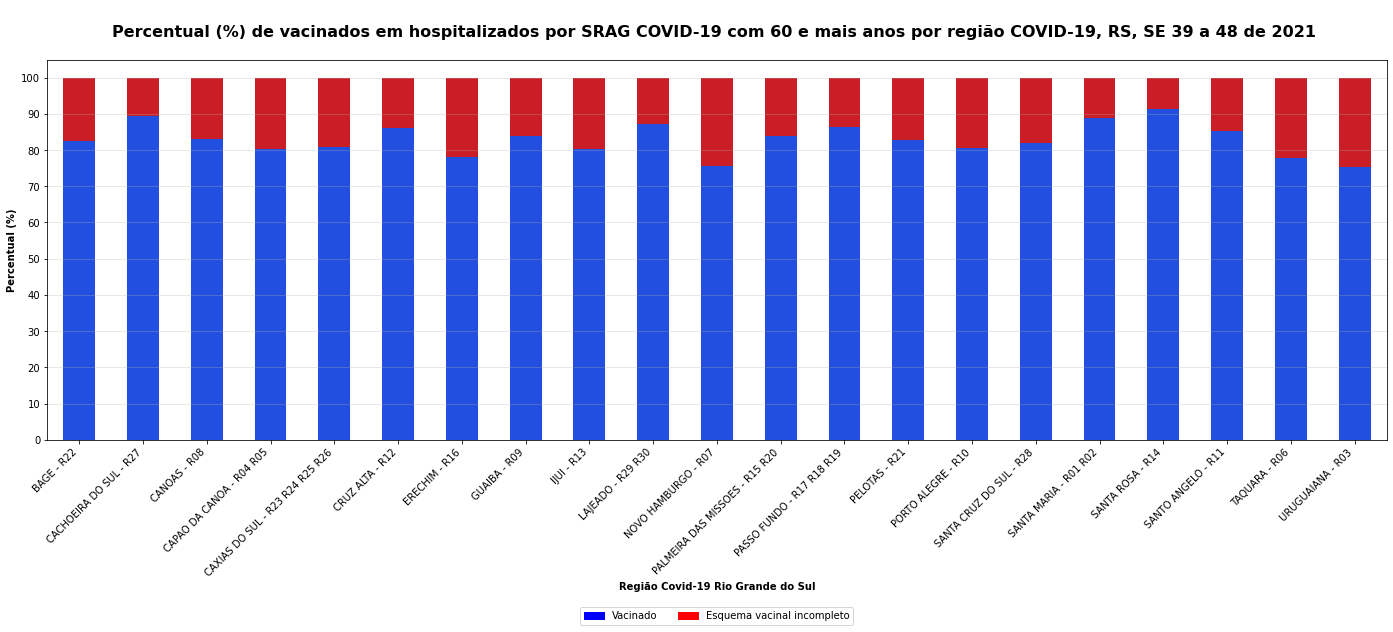 Percentual (%) de vacinados em hospitalizados por SRAG COVID-19 com 60 e mais anos por região COVID-19, RS, SE 39 a 48 de 2021
Percentual (%)
100
90
80
70
60
50
40
30
20
10
0
BAGE - R22
CACHOEIRA DO SUL - R27
CANOAS - R08
CAPAO DA CANOA - R04 R05
CAXIAS DO SUL - R23 R24 R25 R26
CRUZ ALTA - R12
ERECHIM - R16
GUAIBA - R09
IJUI - R13
LAJEADO - R29 R30
NOVO HAMBURGO - R07
PALMEIRA DAS MISSOES - R15 R20
PASSO FUNDO - R17 R18 R19
PELOTAS - R21
PORTO ALEGRE - R10
SANTA CRUZ DO SUL - R28
SANTA MARIA - R01 R02
SANTA ROSA - R14
SANTO ANGELO - R11
TAQUARA - R06
URUGUAIANA - R03
Região Covid-19 Rio Grande do Sul
Vacinado
Esquema vacinal incompleto